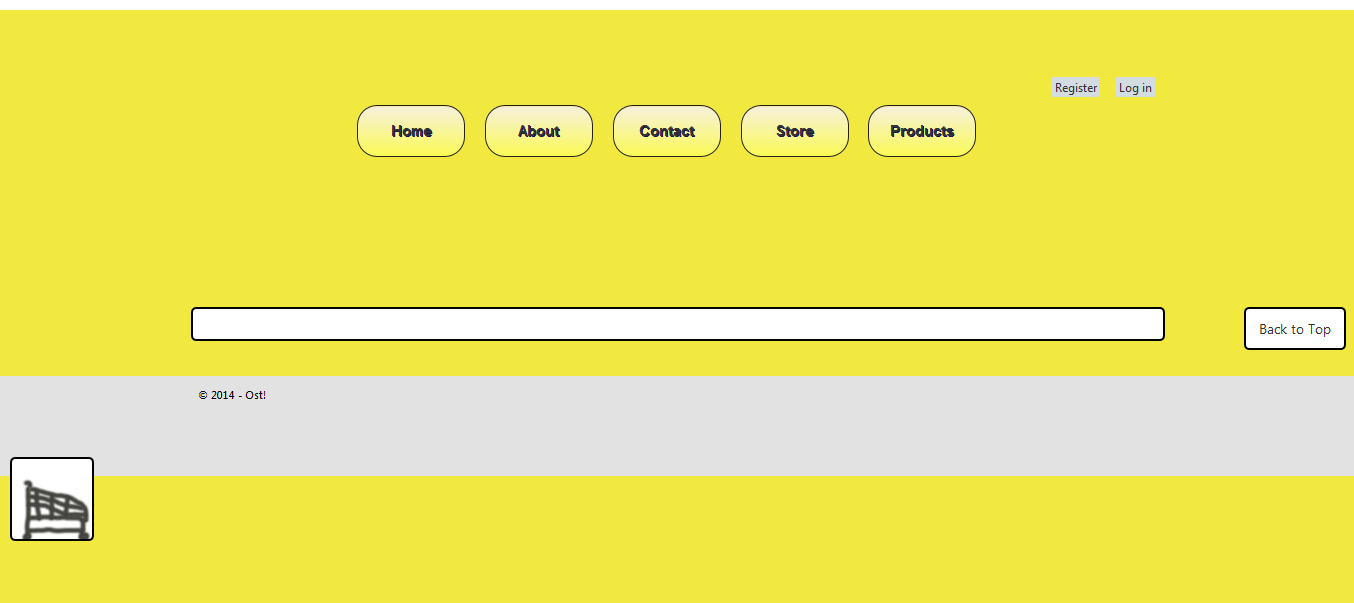 Register Log in
Home About Contact Store Products
Back to Top
© 2014 - Ost!